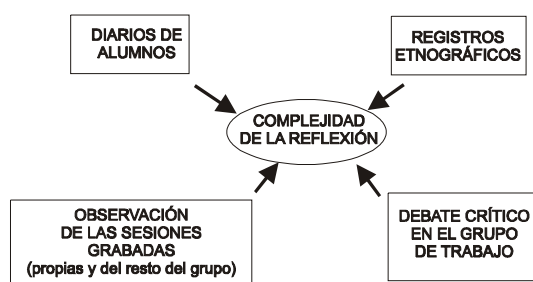 DIARIOS DE
ALUMNOS
REGISTROS
ETNOGRÁFICOS
COMPLEJIDAD
DE LA REFLEXIÓN
OBSERVACIÓN
DE LAS SESIONES
GRABADAS
(propias y del resto del grupo)
DEBATE CRÍTICO
EN EL GRUPO
DE TRABAJO